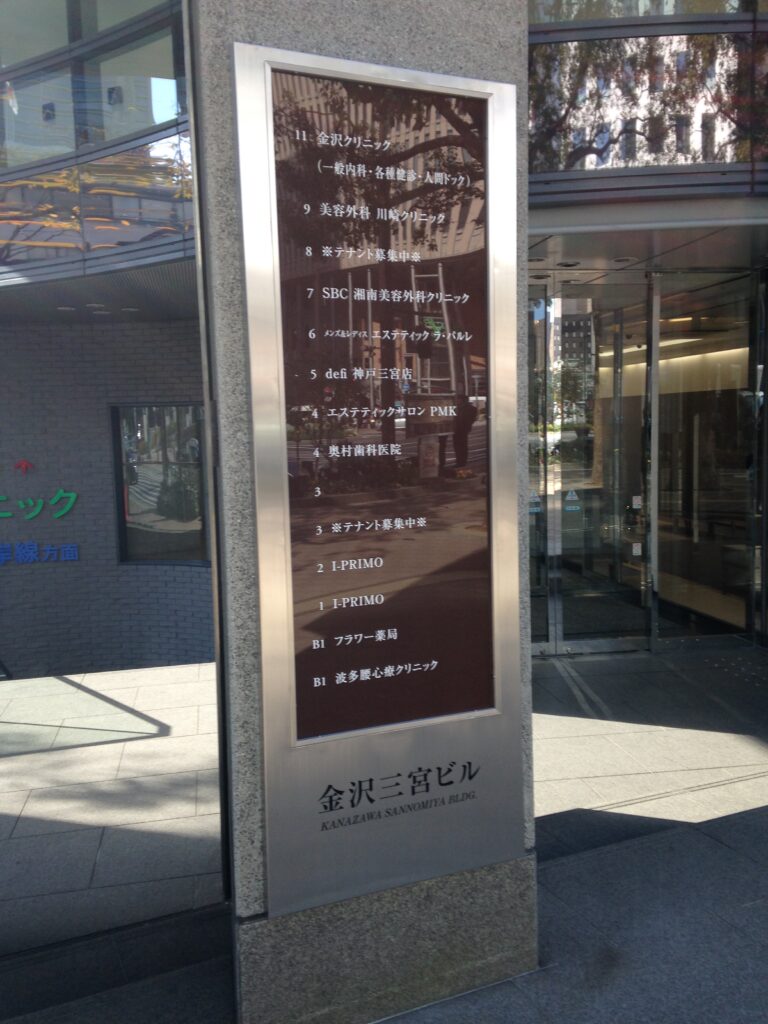 11 金沢クリニック
(一般内科・各種健診・人間ドック)
9 美容外科 川崎クリニック
8 ※テナント募集中※
7 SBC 湘南美容外科クリニック
6 メンズ&レディス エステティック ラ・パルレ
5 defi 神戸三宮店
4 エステティックサロン PMK
4 奥村歯科医院
3
3 ※テナント募集中※
2 I-PRIMO
1 I-PRIMO
B1 フラワー薬局
B1 波多腰心療クリニック
金沢三宮ビル
KANAZAWA SANNOMIYA BLDG.
ニック
岸線方面